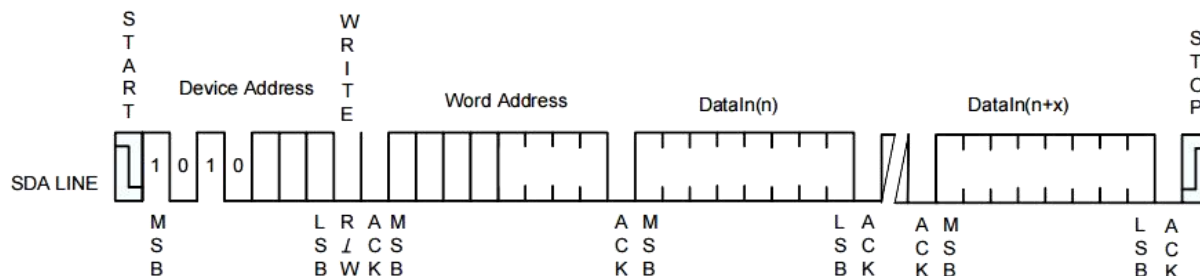 START
WRITE
STOP
Device Address
Word Address
DataIn(n)
DataIn(n+x)
SDA LINE
1 0 1 0
MSB
LSB
R/W
ACK
MSB
ACK
MSB
LSB
ACK
ACK
MSB
LSB
ACK